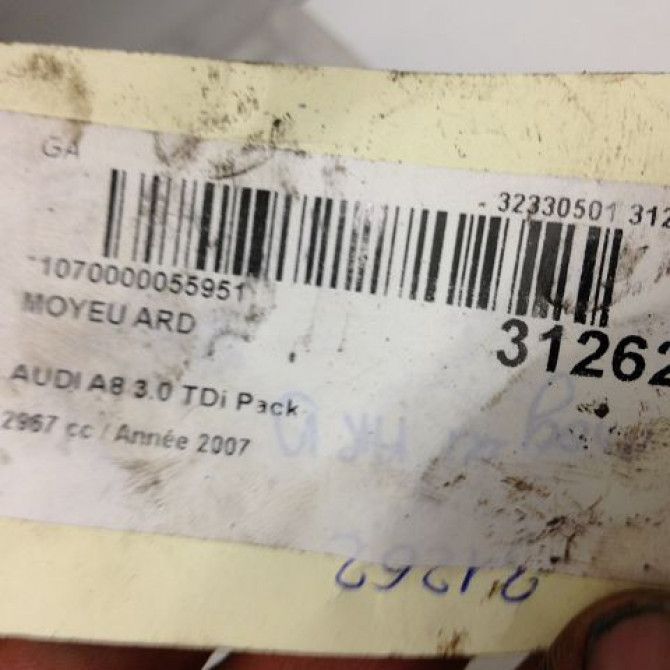 GA
- 32330501 312
1070000055951
MOYEU ARD
31262
AUDI A8 3.0 TDi Pack
2967 cc / Année 2007